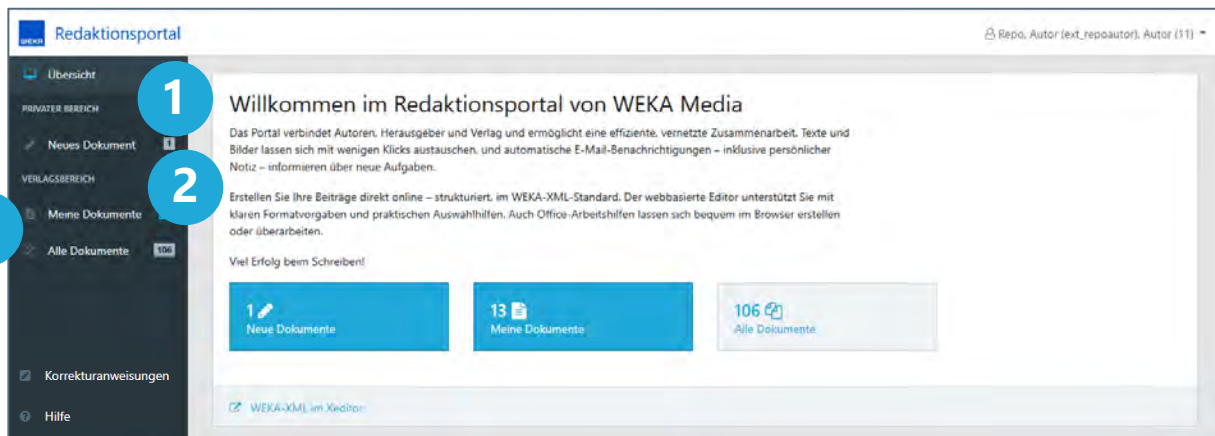 WEKA Redaktionsportal
Repo, Autor (ext_repoautor), Autor (11)
Übersicht
PRIVATER BEREICH
1
Neues Dokument 1
VERLAGSBEREICH
2
Meine Dokumente
Alle Dokumente 106
Korrekturanweisungen
Hilfe
Willkommen im Redaktionsportal von WEKA Media
Das Portal verbindet Autoren, Herausgeber und Verlag und ermöglicht eine effiziente, vernetzte Zusammenarbeit. Texte und
Bilder lassen sich mit wenigen Klicks austauschen, und automatische E-Mail-Benachrichtigungen – inklusive persönlicher
Notiz – informieren über neue Aufgaben.
Erstellen Sie Ihre Beiträge direkt online – strukturiert, im WEKA-XML-Standard. Der webbasierte Editor unterstützt Sie mit
klaren Formatvorgaben und praktischen Auswahlhilfen. Auch Office-Arbeitshilfen lassen sich bequem im Browser erstellen
oder überarbeiten.
Viel Erfolg beim Schreiben!
1
Neue Dokumente
13
Meine Dokumente
106
Alle Dokumente
WEKA-XML im Xeditor